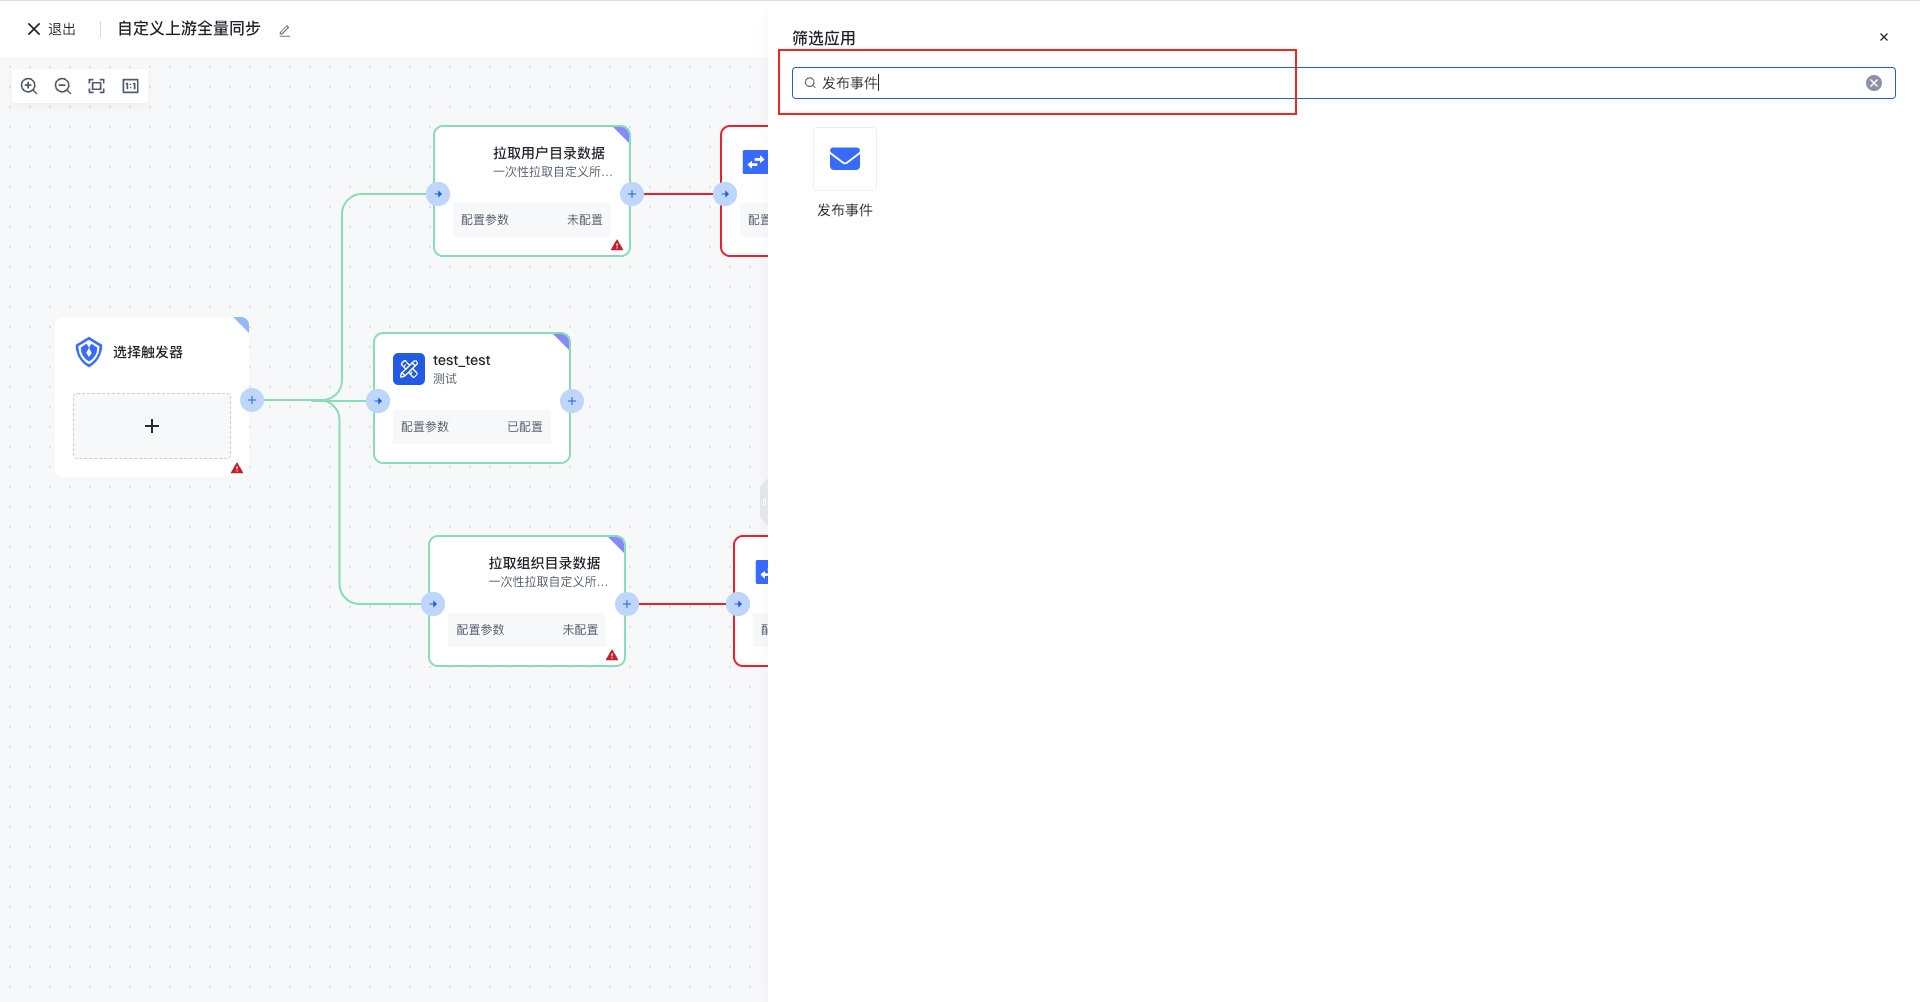 退出
自定义上游全量同步
筛选应用
发布事件
发布事件
1:1
拉取用户目录数据
一次性拉取自定义所...
配置参数
未配置
配置
选择触发器
test_test
测试
配置参数
已配置
拉取组织目录数据
一次性拉取自定义所...
配置参数
未配置